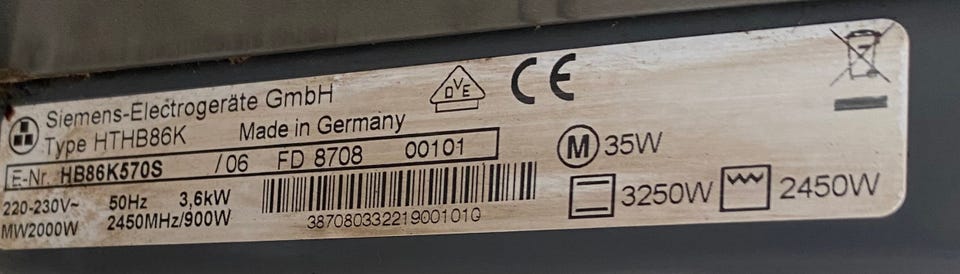 Siemens-Electrogeräte GmbH
Type HTHB86K Made in Germany
E-Nr. HB86K570S /06 FD 8708 00101
220-230V~ 50Hz 3,6kW
MW2000W 2450MHz/900W
387080332219001010
DVE
CE
M 35W
3250W 2450W